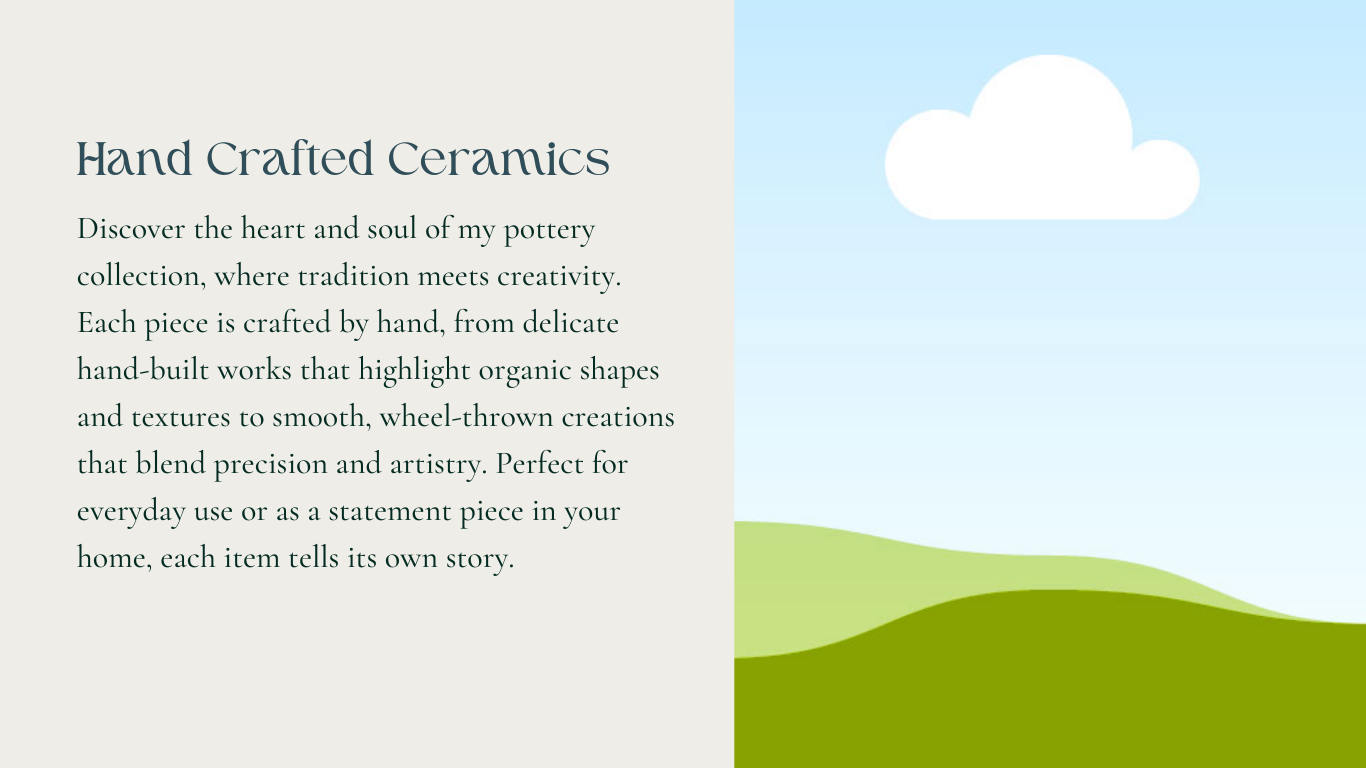 Hand Crafted Ceramics
Discover the heart and soul of my pottery
collection, where tradition meets creativity.
Each piece is crafted by hand, from delicate
hand-built works that highlight organic shapes
and textures to smooth, wheel-thrown creations
that blend precision and artistry. Perfect for
everyday use or as a statement piece in your
home, each item tells its own story.